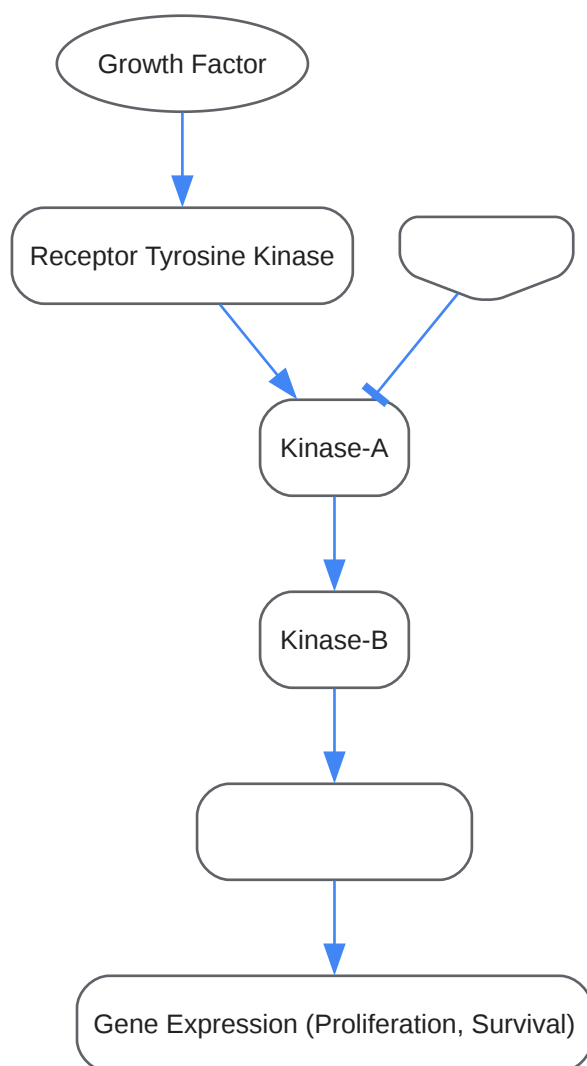 Growth Factor
Receptor Tyrosine Kinase
Kinase-A
Kinase-B
Gene Expression (Proliferation, Survival)